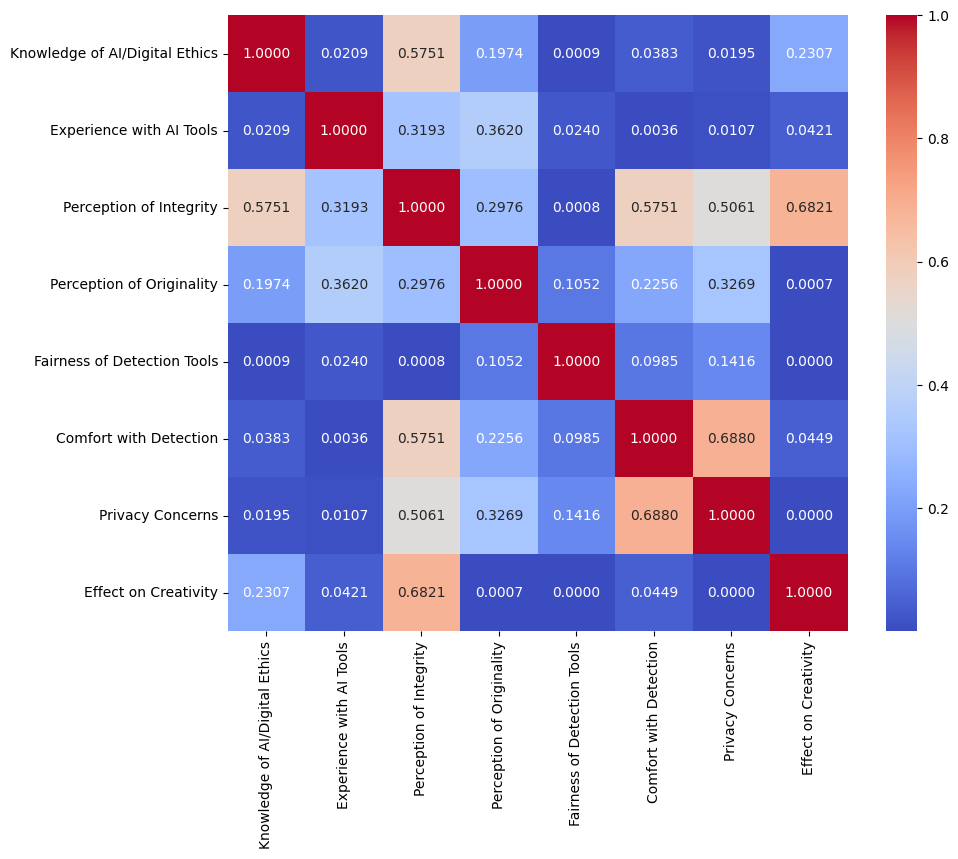 Knowledge of AI/Digital Ethics 1.0000 0.0209 0.5751 0.1974 0.0009 0.0383 0.0195 0.2307
Experience with AI Tools 0.0209 1.0000 0.3193 0.3620 0.0240 0.0036 0.0107 0.0421
Perception of Integrity 0.5751 0.3193 1.0000 0.2976 0.0008 0.5751 0.5061 0.6821
Perception of Originality 0.1974 0.3620 0.2976 1.0000 0.1052 0.2256 0.3269 0.0007
Fairness of Detection Tools 0.0009 0.0240 0.0008 0.1052 1.0000 0.0985 0.1416 0.0000
Comfort with Detection 0.0383 0.0036 0.5751 0.2256 0.0985 1.0000 0.6880 0.0449
Privacy Concerns 0.0195 0.0107 0.5061 0.3269 0.1416 0.6880 1.0000 0.0000
Effect on Creativity 0.2307 0.0421 0.6821 0.0007 0.0000 0.0449 0.0000 1.0000
Knowledge of AI/Digital Ethics
Experience with AI Tools
Perception of Integrity
Perception of Originality
Fairness of Detection Tools
Comfort with Detection
Privacy Concerns
Effect on Creativity
1.0
0.8
0.6
0.4
0.2